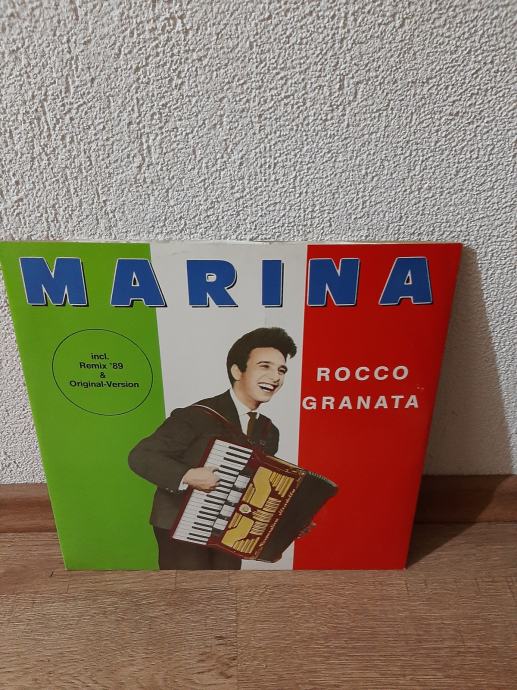 MARINA
incl.
Remix '89
&
Original-Version
ROCCO
GRANATA